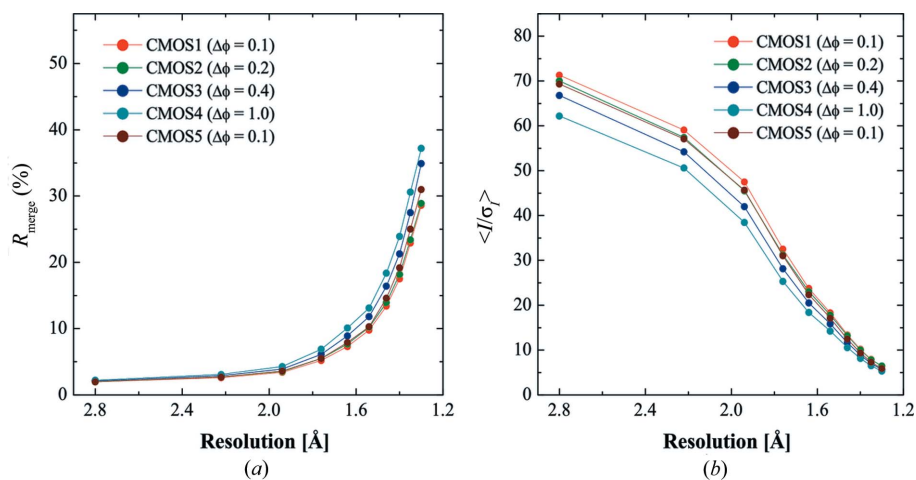 50
40
30
20
10
0
R merge (%)
CMOS1 (Δϕ = 0.1)
CMOS2 (Δϕ = 0.2)
CMOS3 (Δϕ = 0.4)
CMOS4 (Δϕ = 1.0)
CMOS5 (Δϕ = 0.1)
2.8 2.4 2.0 1.6 1.2
Resolution [Å]
(a)
80
70
60
50
40
30
20
10
0
<I/σI>
CMOS1 (Δϕ = 0.1)
CMOS2 (Δϕ = 0.2)
CMOS3 (Δϕ = 0.4)
CMOS4 (Δϕ = 1.0)
CMOS5 (Δϕ = 0.1)
2.8 2.4 2.0 1.6 1.2
Resolution [Å]
(b)